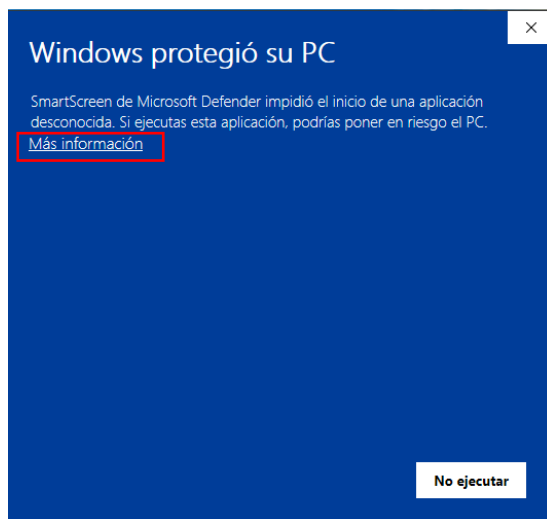 Windows protegió su PC
SmartScreen de Microsoft Defender impidió el inicio de una aplicación
desconocida. Si ejecutas esta aplicación, podrías poner en riesgo el PC.
Más información
No ejecutar